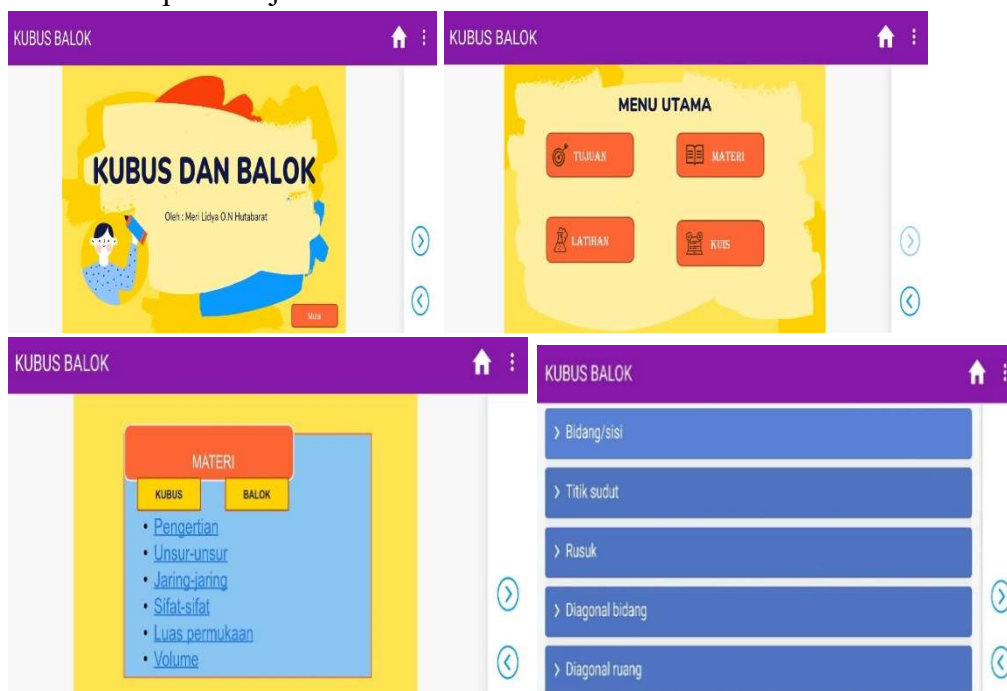 KUBUS BALOK
KUBUS DAN BALOK
Oleh : Meri Lidya O.N Hutabarat
Mulai
KUBUS BALOK
MENU UTAMA
TUJUAN
MATERI
LATIHAN
KUIS
KUBUS BALOK
MATERI
KUBUS
BALOK
• Pengertian
• Unsur-unsur
• Jaring-jaring
• Sifat-sifat
• Luas permukaan
• Volume
KUBUS BALOK
> Bidang/sisi
> Titik sudut
> Rusuk
> Diagonal bidang
> Diagonal ruang